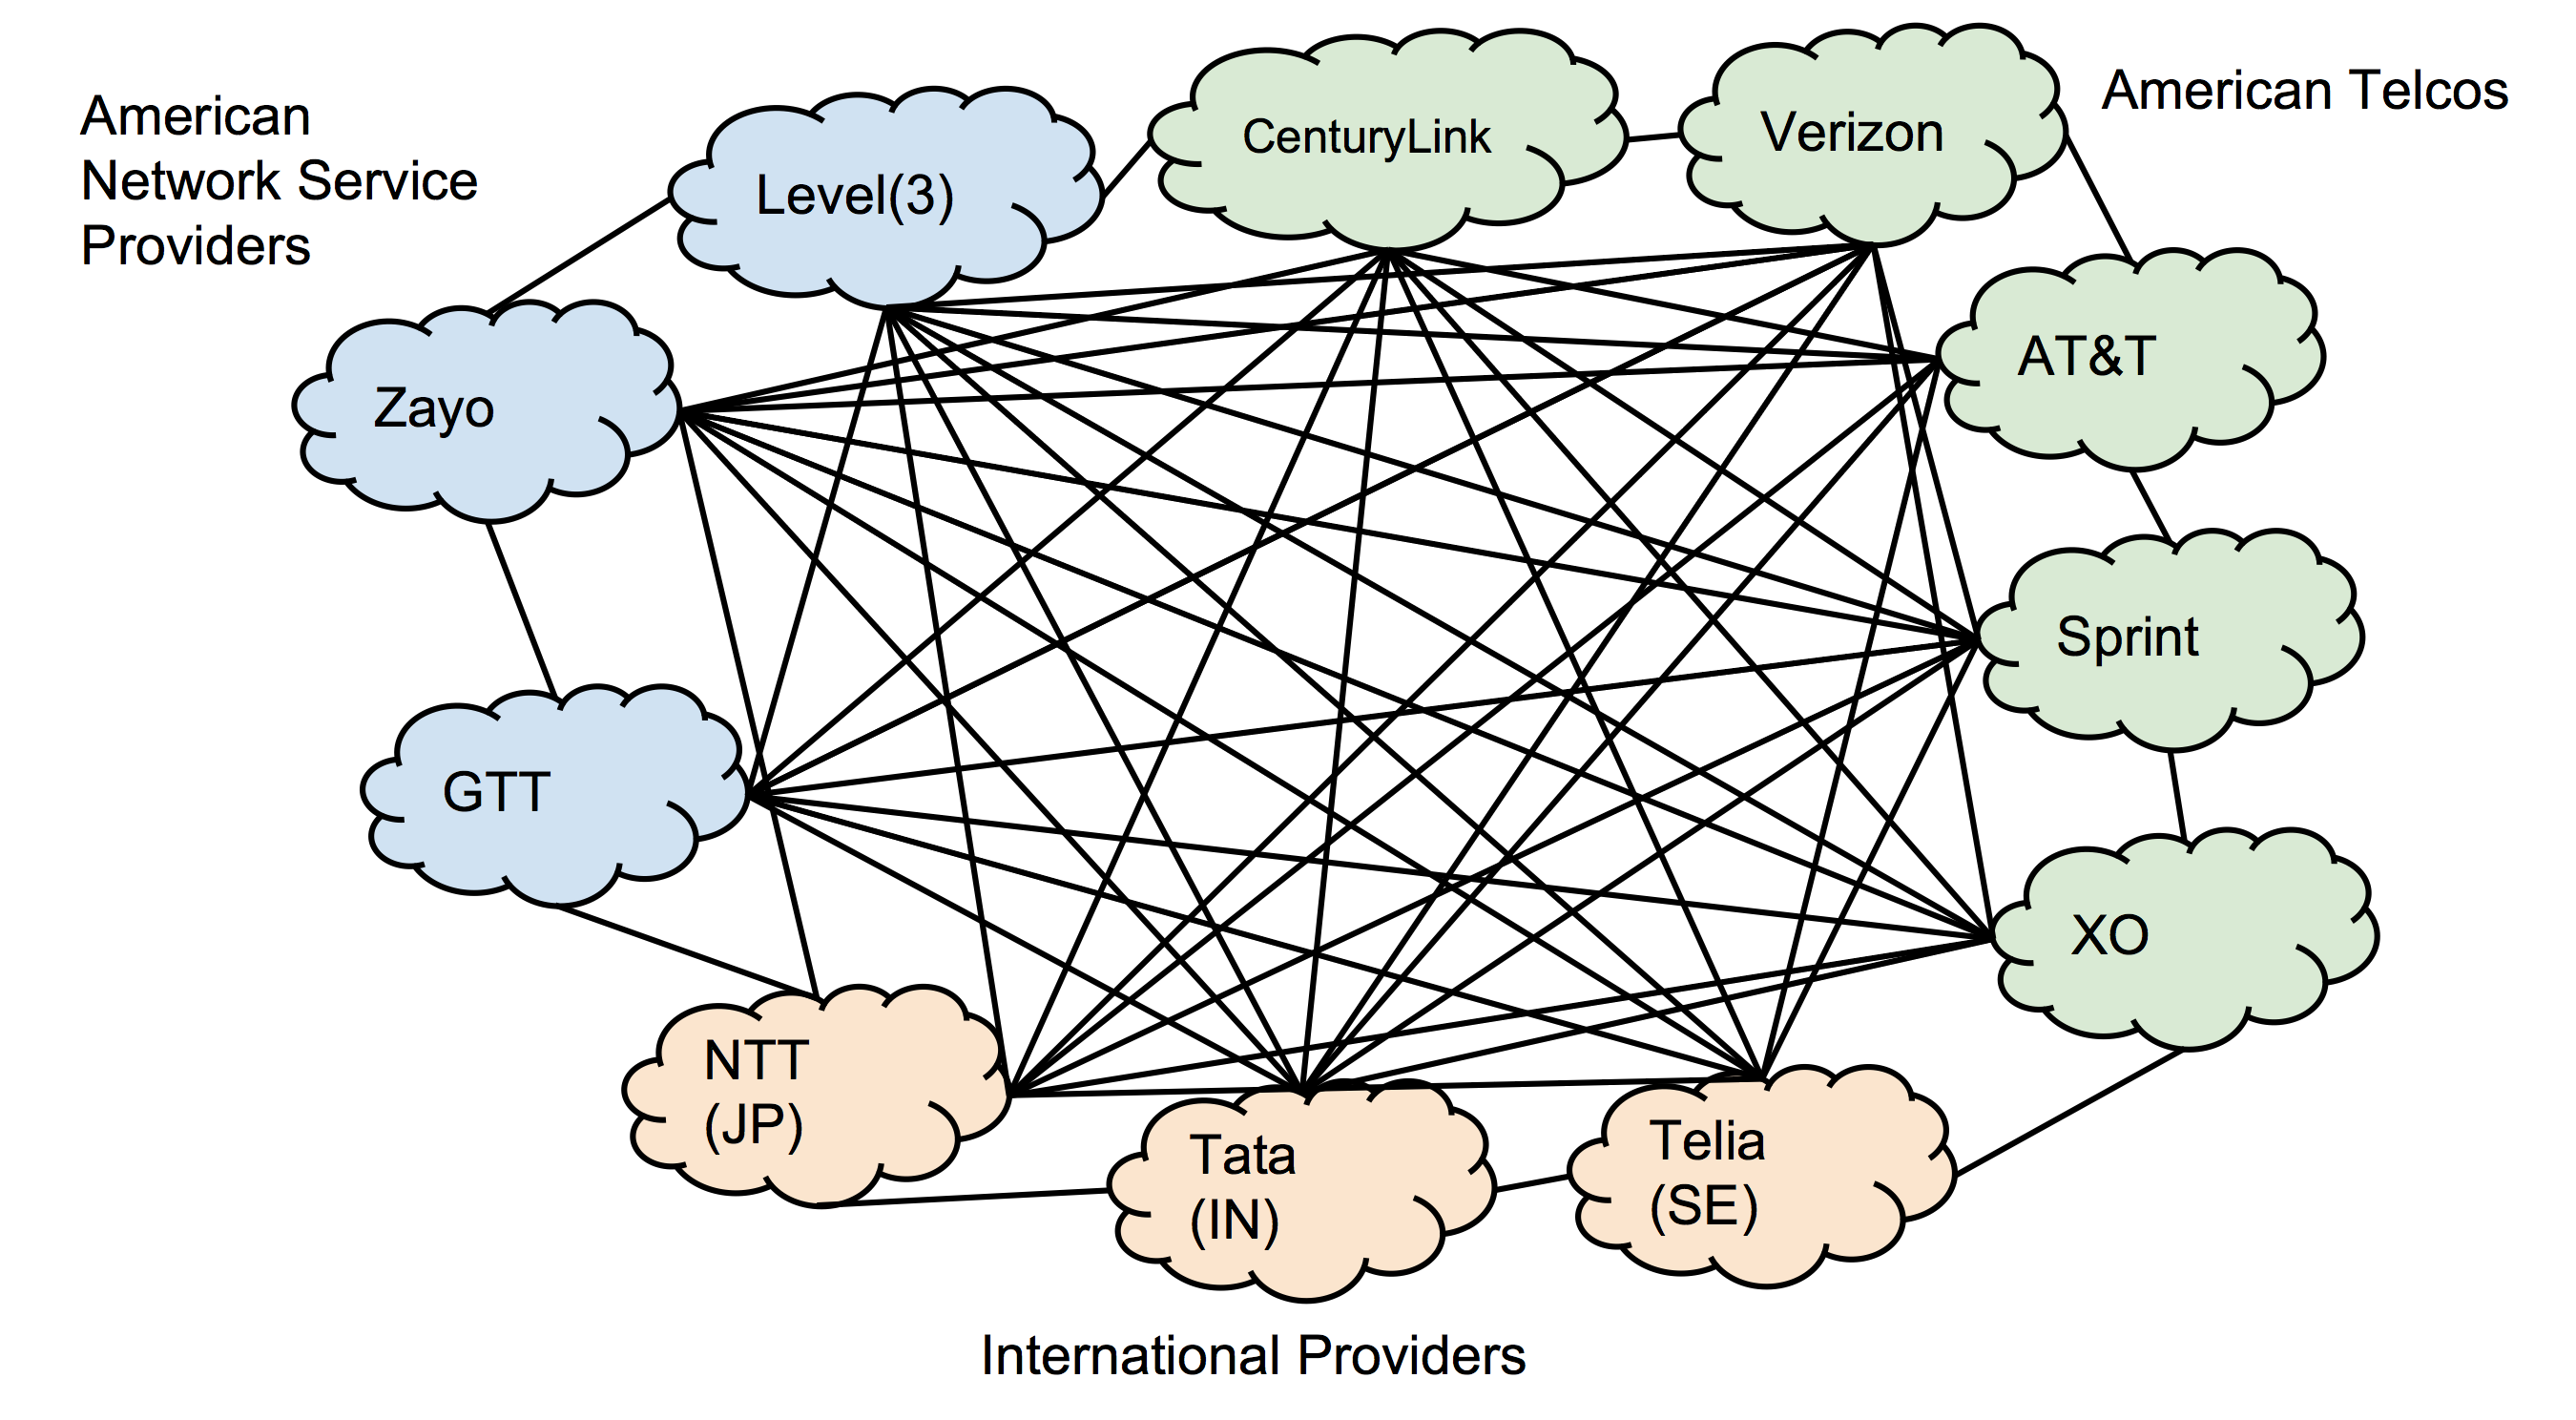 American
Network Service
Providers
American Telcos
Level(3)
CenturyLink
Verizon
Zayo
AT&T
GTT
Sprint
XO
NTT
(JP)
Tata
(IN)
Telia
(SE)
International Providers